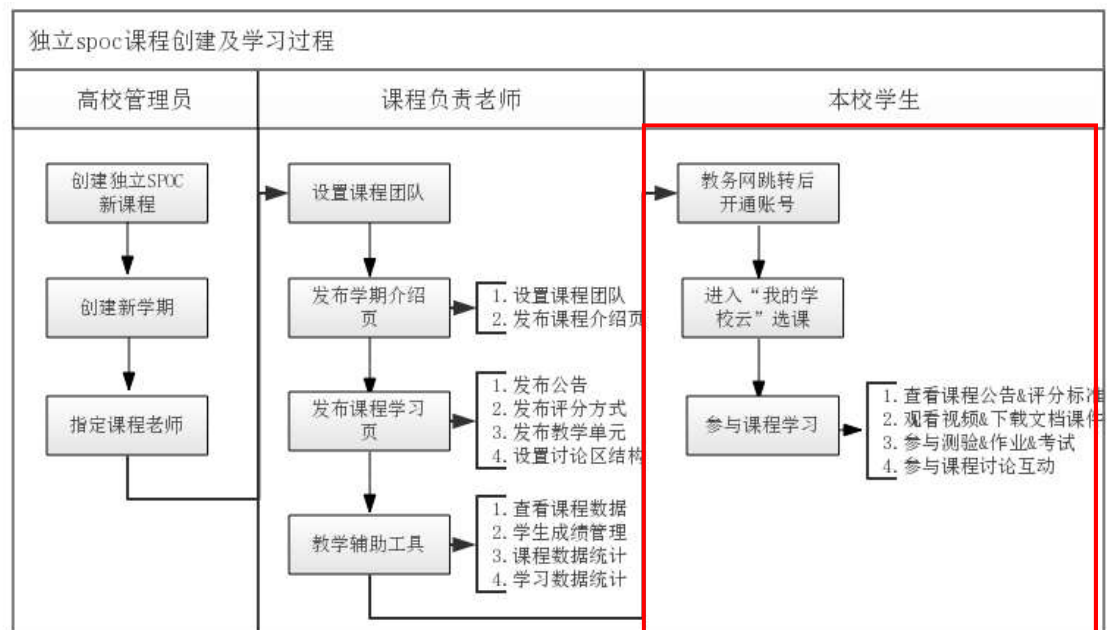 独立spoc课程创建及学习过程
高校管理员
课程负责老师
本校学生
创建独立SPOC
新课程
创建新学期
指定课程老师
设置课程团队
发布学期介绍
页
1. 设置课程团队
2. 发布课程介绍页
发布课程学习
页
1. 发布公告
2. 发布评分方式
3. 发布教学单元
4. 设置讨论区结构
教学辅助工具
1. 查看课程数据
2. 学生成绩管理
3. 课程数据统计
4. 学习数据统计
教务网跳转后
开通账号
进入“我的学
校云”选课
参与课程学习
1. 查看课程公告&评分标准
2. 观看视频&下载文档课件
3. 参与测验&作业&考试
4. 参与课程讨论互动